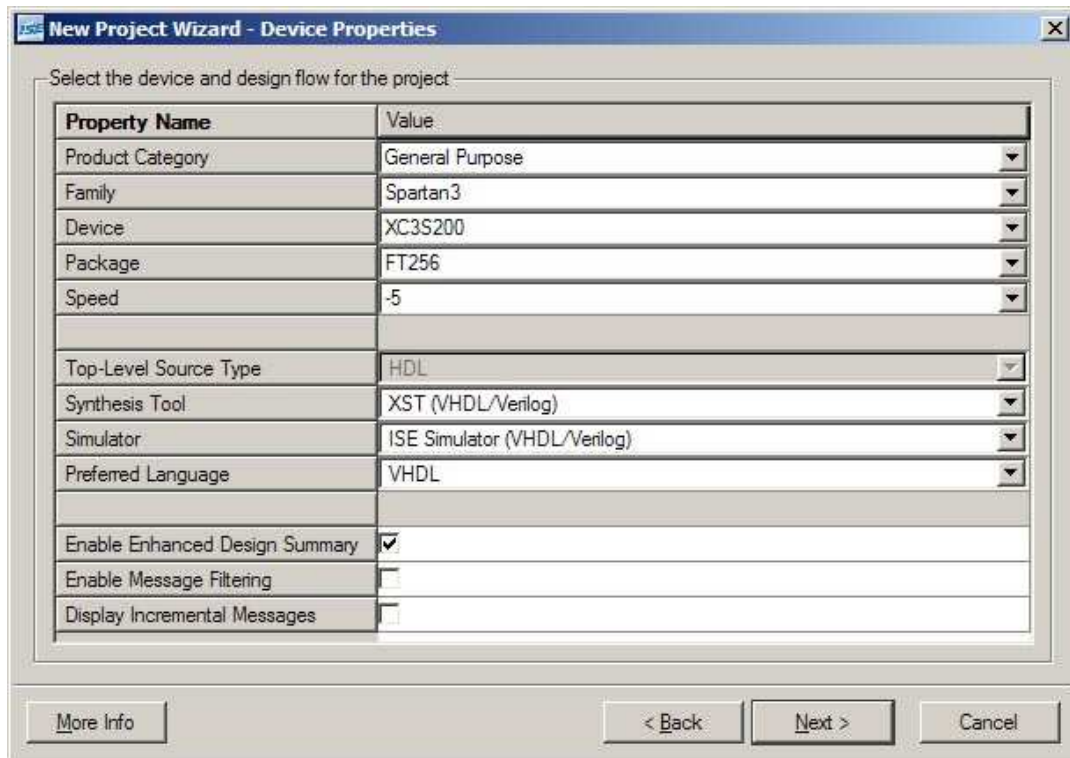 ISE New Project Wizard - Device Properties
Select the device and design flow for the project
Property Name Value
Product Category General Purpose
Family Spartan3
Device XC3S200
Package FT256
Speed -5
Top-Level Source Type HDL
Synthesis Tool XST (VHDL/Verilog)
Simulator ISE Simulator (VHDL/Verilog)
Preferred Language VHDL
Enable Enhanced Design Summary
Enable Message Filtering
Display Incremental Messages
More Info < Back Next > Cancel